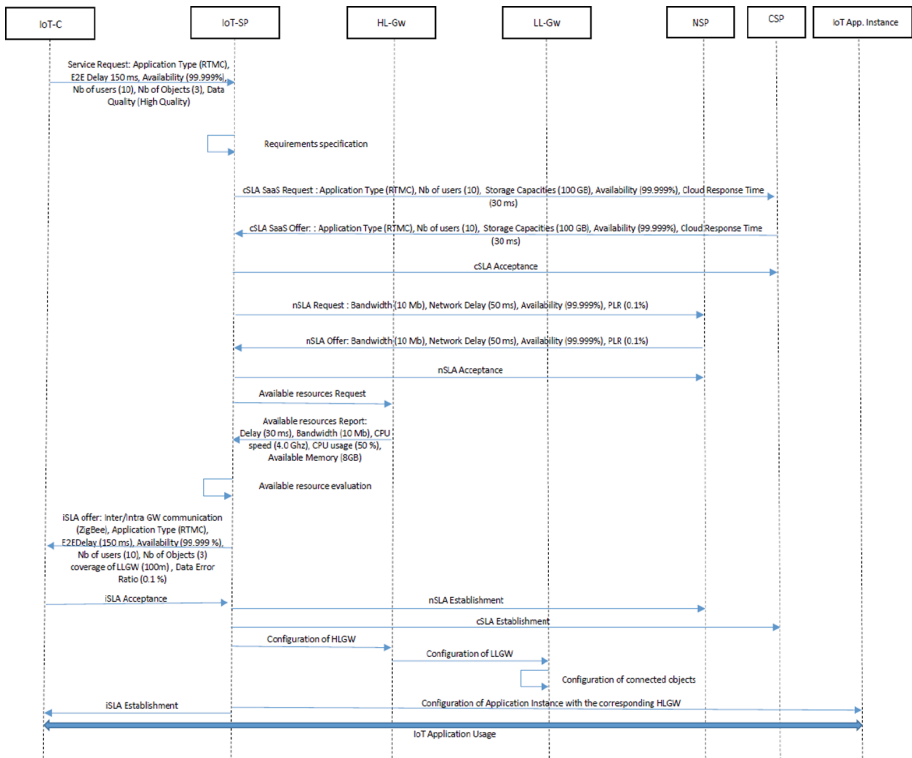 IoT-C
IoT-SP
HL-Gw
LL-Gw
NSP
CSP
IoT App. Instance
Service Request: Application Type (RTMC),
E2E Delay 150 ms, Availability (99.999%),
Nb of users (10), Nb of Objects (3), Data
Quality (High Quality)
Requirements specification
cSLA SaaS Request : Application Type (RTMC), Nb of users (10), Storage Capacities (100 GB), Availability (99.999%), Cloud Response Time
(30 ms)
cSLA SaaS Offer: : Application Type (RTMC), Nb of users (10), Storage Capacities (100 GB), Availability (99.999%), Cloud Response Time
(30 ms)
cSLA Acceptance
nSLA Request : Bandwidth (10 Mb), Network Delay (50 ms), Availability (99.999%), PLR (0.1%)
nSLA Offer: Bandwidth (10 Mb), Network Delay (50 ms), Availability (99.999%), PLR (0.1%)
nSLA Acceptance
Available resources Request
Available resources Report:
Delay (30 ms), Bandwidth (10 Mb), CPU
speed (4.0 Ghz), CPU usage (50 %),
Available Memory (8GB)
Available resource evaluation
iSLA offer: Inter/Intra GW communication
(ZigBee), Application Type (RTMC),
E2EDelay (150 ms), Availability (99.999 %),
Nb of users (10), Nb of Objects (3)
coverage of LLGW (100m) , Data Error
Ratio (0.1 %)
iSLA Acceptance
nSLA Establishment
cSLA Establishment
Configuration of HLGW
Configuration of LLGW
Configuration of connected objects
Configuration of Application Instance with the corresponding HLGW
iSLA Establishment
IoT Application Usage